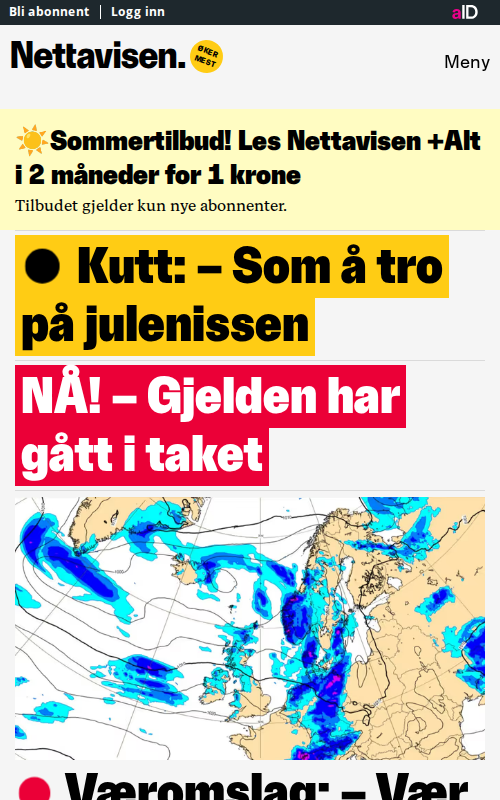 Bli abonnent | Logg inn
aID
Nettavisen.
ØKER
MEST
Meny
Sommertilbud! Les Nettavisen +Alt
i 2 måneder for 1 krone
Tilbudet gjelder kun nye abonnenter.
Kutt: – Som å tro
på julenissen
NÅ! – Gjelden har
gått i taket
Væromslag: – Vær